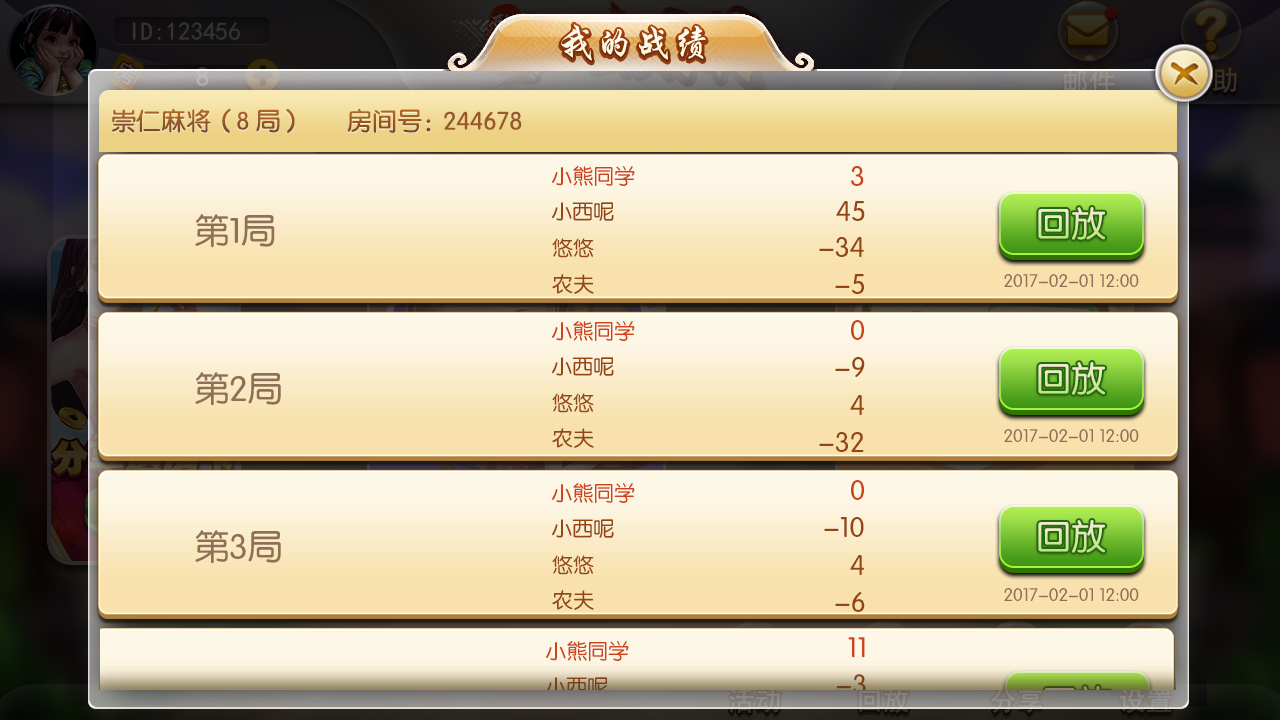 ID:123456
我的战绩
8
邮件
助
崇仁麻将（8 局） 房间号：244678
第1局
小熊同学 3
小西呢 45
悠悠 -34
农夫 -5
回放
2017-02-01 12:00
第2局
小熊同学 0
小西呢 -9
悠悠 4
农夫 -32
回放
2017-02-01 12:00
第3局
小熊同学 0
小西呢 -10
悠悠 4
农夫 -6
回放
2017-02-01 12:00
小熊同学 11
小西呢 -3
回放
活动 回放 分享 设置